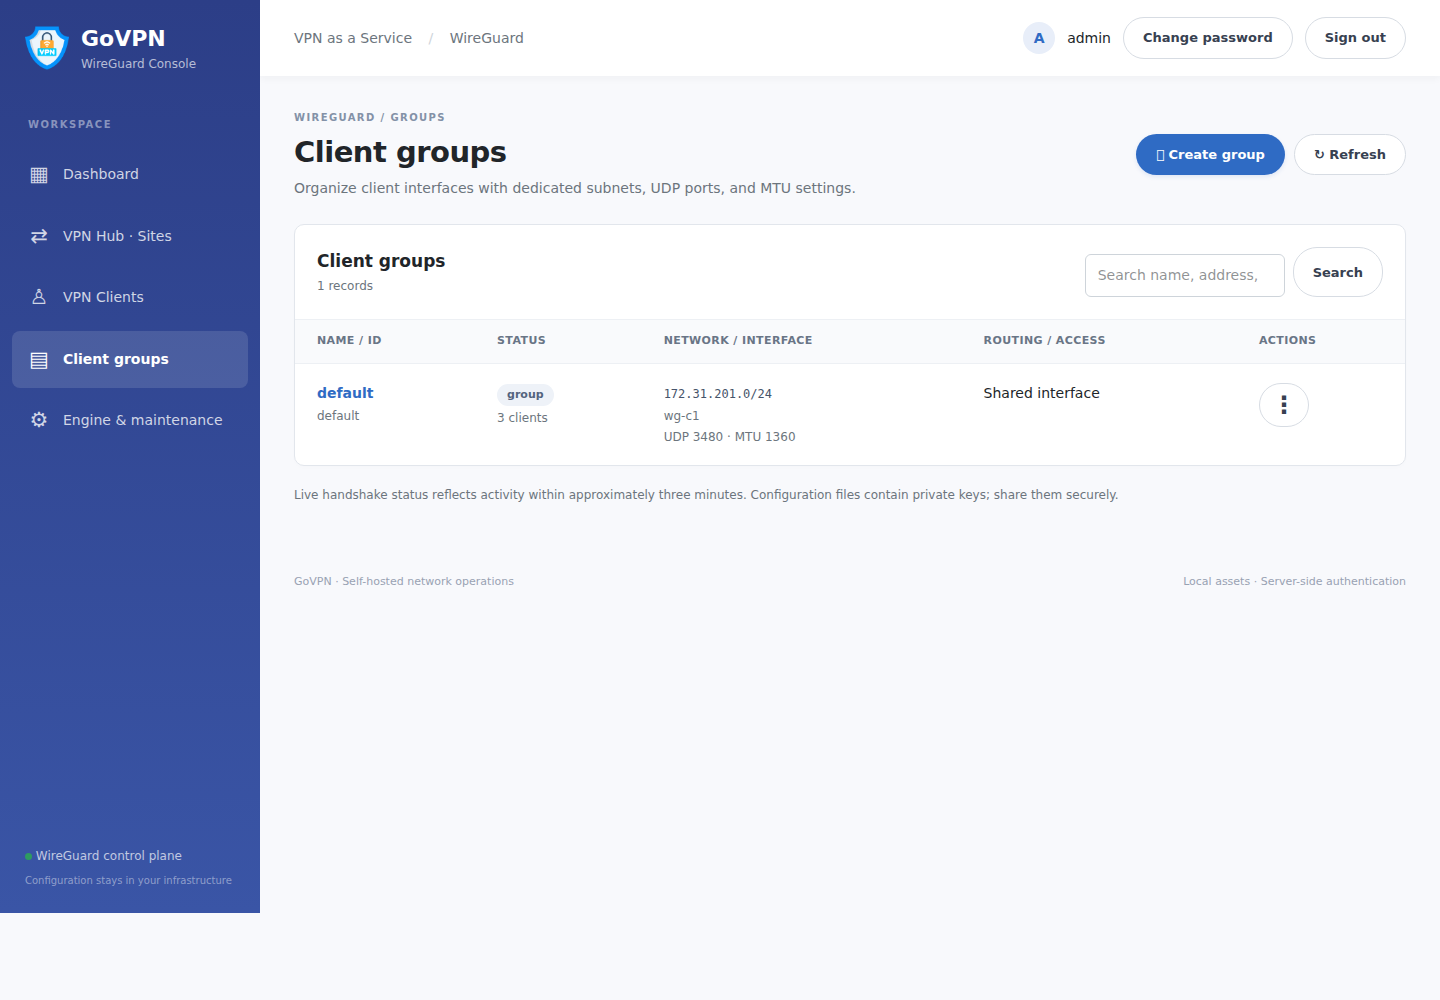 GoVPN
WireGuard Console
WORKSPACE
Dashboard
VPN Hub · Sites
VPN Clients
Client groups
Engine & maintenance
WireGuard control plane
Configuration stays in your infrastructure
VPN as a Service / WireGuard
A admin Change password Sign out
WIREGUARD / GROUPS
Client groups
Organize client interfaces with dedicated subnets, UDP ports, and MTU settings.
Create group ↻ Refresh
Client groups
1 records
Search name, address, Search
NAME / ID STATUS NETWORK / INTERFACE ROUTING / ACCESS ACTIONS
default group 172.31.201.0/24 Shared interface
default 3 clients wg-c1
UDP 3480 · MTU 1360
Live handshake status reflects activity within approximately three minutes. Configuration files contain private keys; share them securely.
GoVPN · Self-hosted network operations Local assets · Server-side authentication